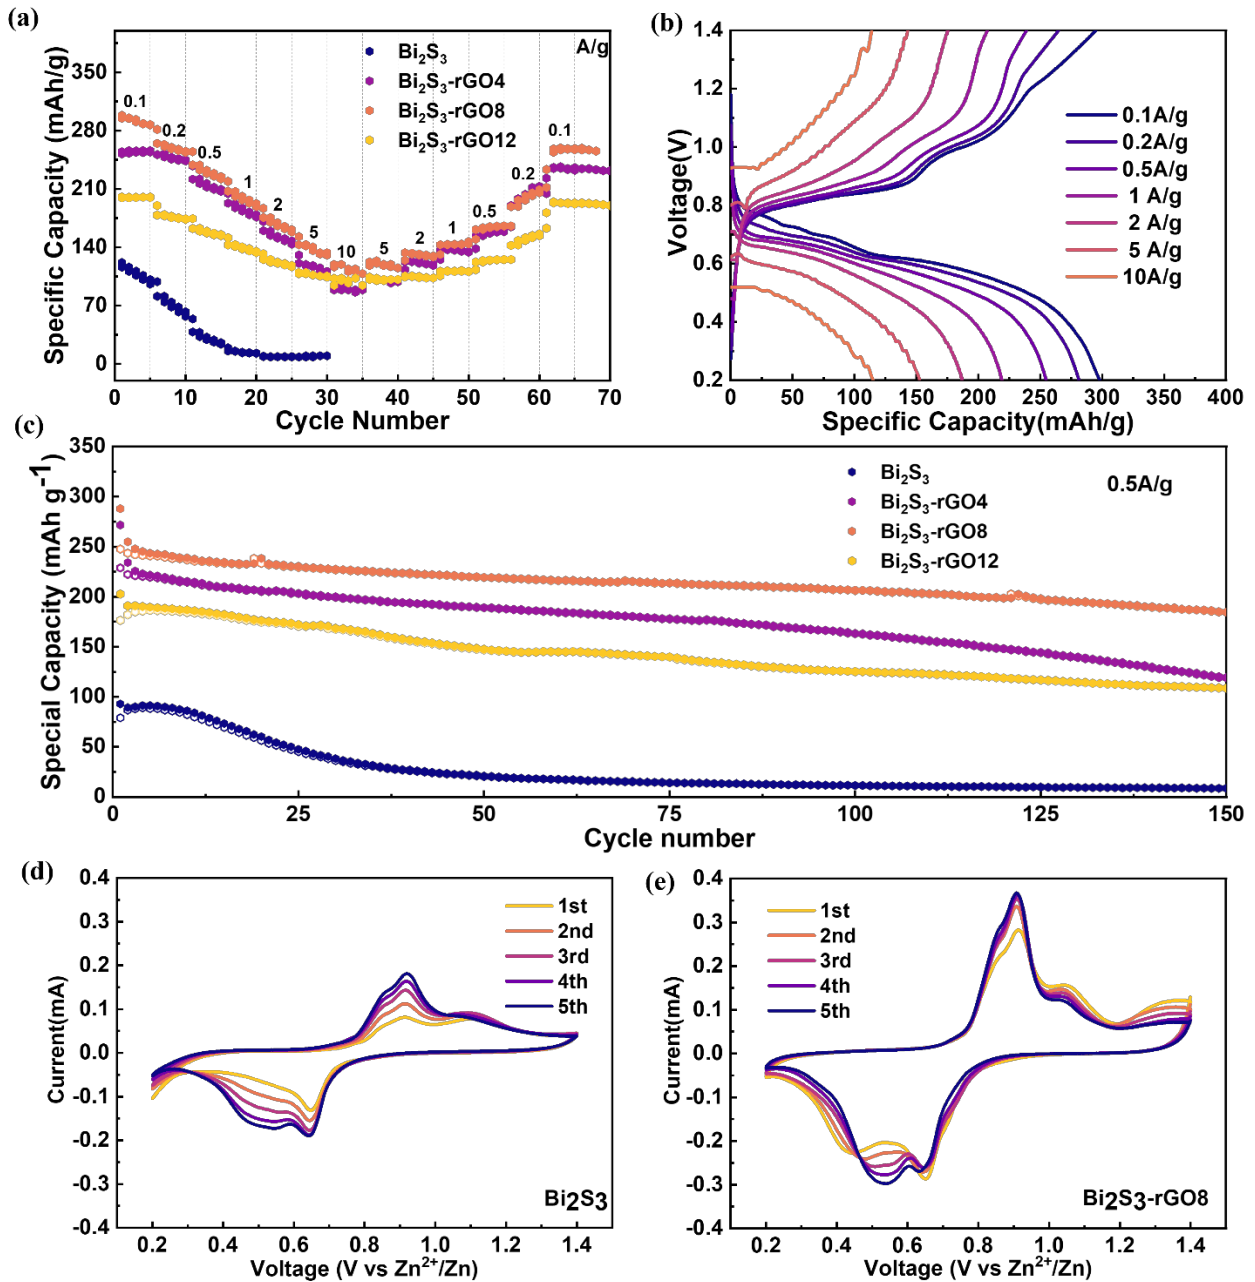 (a)
Specific Capacity (mAh/g)
350
280
210
140
70
0
A/g
Bi₂S₃
Bi₂S₃-rGO4
Bi₂S₃-rGO8
Bi₂S₃-rGO12
0.1
0.2
0.5
1
2
5
10
5
2
1
0.5
0.2
0.1
0 10 20 30 40 50 60 70
Cycle Number
(b)
Voltage(V)
1.4
1.2
1.0
0.8
0.6
0.4
0.2
0.1A/g
0.2A/g
0.5A/g
1 A/g
2 A/g
5 A/g
10A/g
0 50 100 150 200 250 300 350 400
Specific Capacity(mAh/g)
(c)
Special Capacity (mAh g⁻¹)
350
300
250
200
150
100
50
0
Bi₂S₃
Bi₂S₃-rGO4
Bi₂S₃-rGO8
Bi₂S₃-rGO12
0.5A/g
0 25 50 75 100 125 150
Cycle number
(d)
Current(mA)
0.4
0.3
0.2
0.1
0.0
-0.1
-0.2
-0.3
-0.4
1st
2nd
3rd
4th
5th
Bi₂S₃
0.2 0.4 0.6 0.8 1.0 1.2 1.4
Voltage (V vs Zn²⁺/Zn)
(e)
Current(mA)
0.4
0.3
0.2
0.1
0.0
-0.1
-0.2
-0.3
-0.4
1st
2nd
3rd
4th
5th
Bi₂S₃-rGO8
0.2 0.4 0.6 0.8 1.0 1.2 1.4
Voltage (V vs Zn²⁺/Zn)